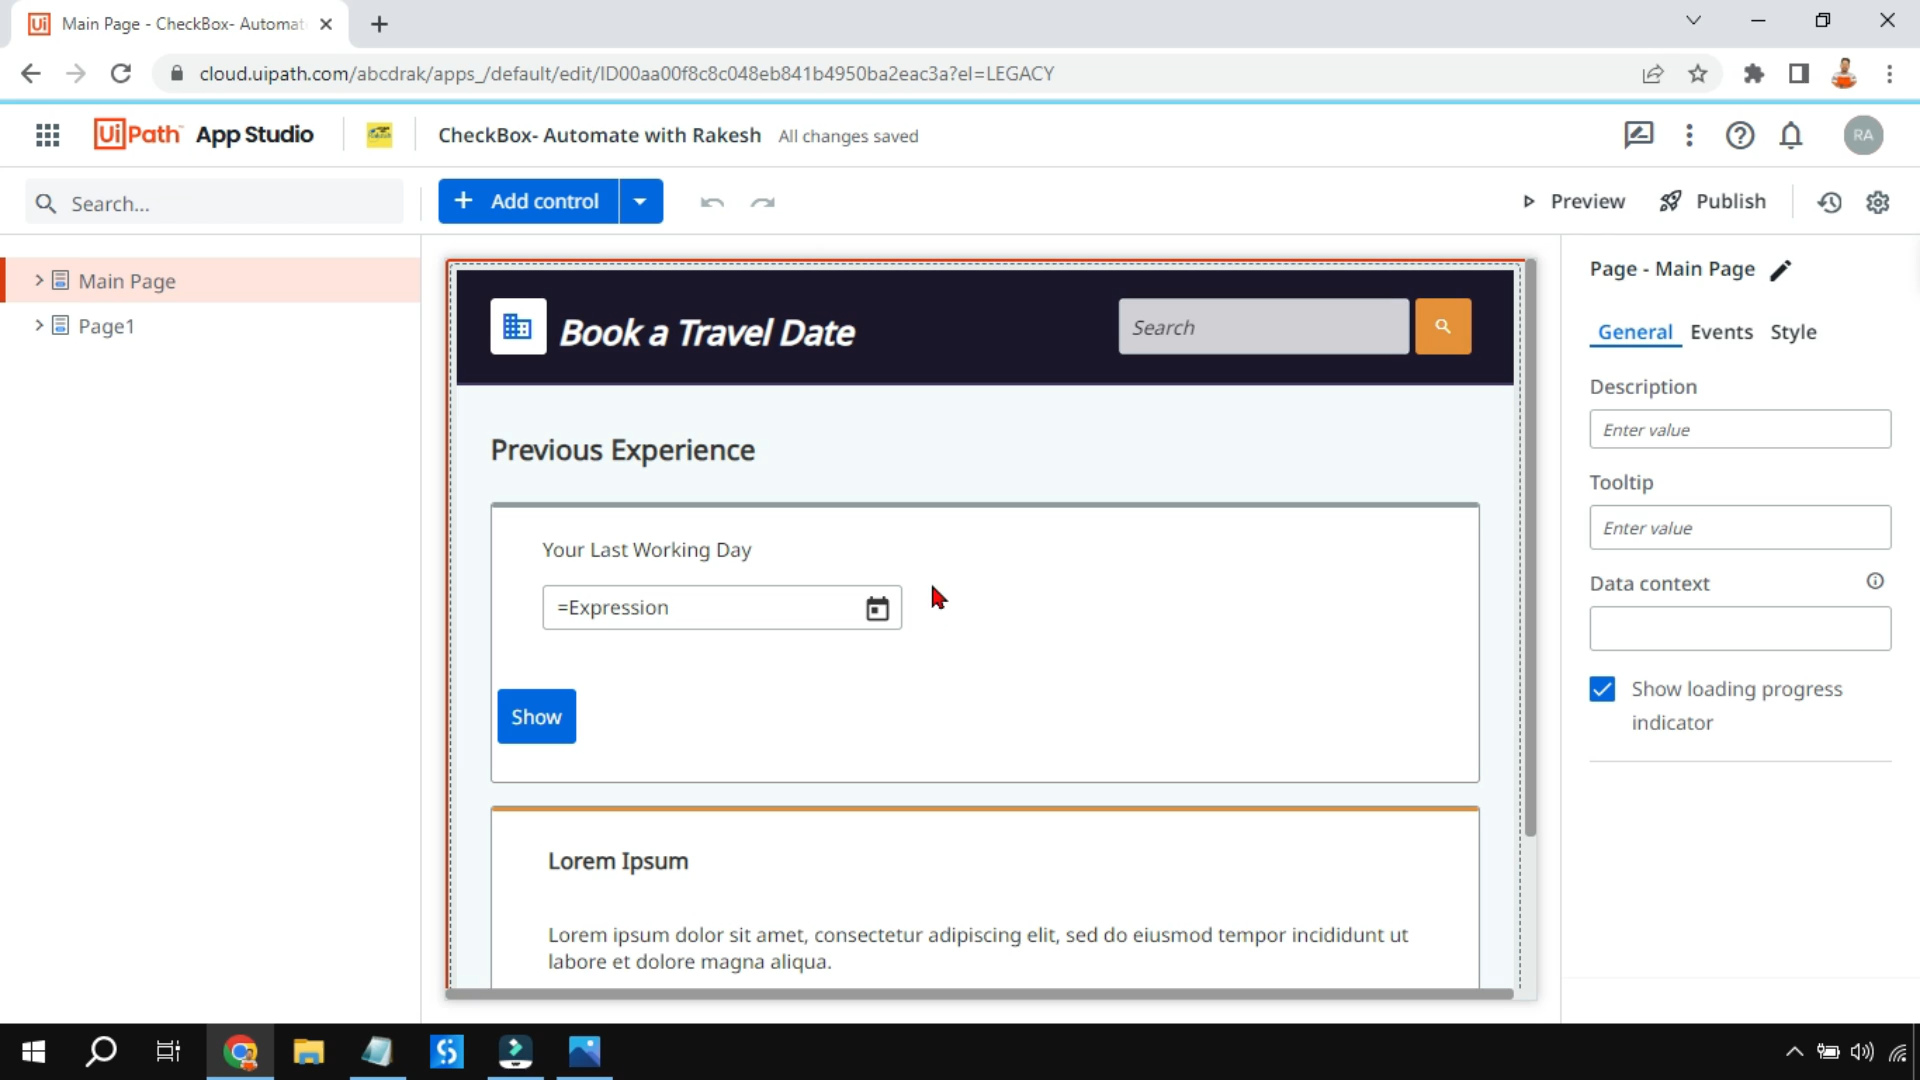 Main Page - CheckBox- Automat
cloud.uipath.com/abcdrak/apps_/default/edit/ID00aa00f8c8c048eb841b4950ba2eac3a?el=LEGACY
UiPath App Studio
CheckBox- Automate with Rakesh All changes saved
RA
Search...
Add control
Preview
Publish
Main Page
Page1
Book a Travel Date
Search
Previous Experience
Your Last Working Day
=Expression
Show
Lorem Ipsum
Lorem ipsum dolor sit amet, consectetur adipiscing elit, sed do eiusmod tempor incididunt ut
labore et dolore magna aliqua.
Page - Main Page
General Events Style
Description
Enter value
Tooltip
Enter value
Data context
Show loading progress
indicator